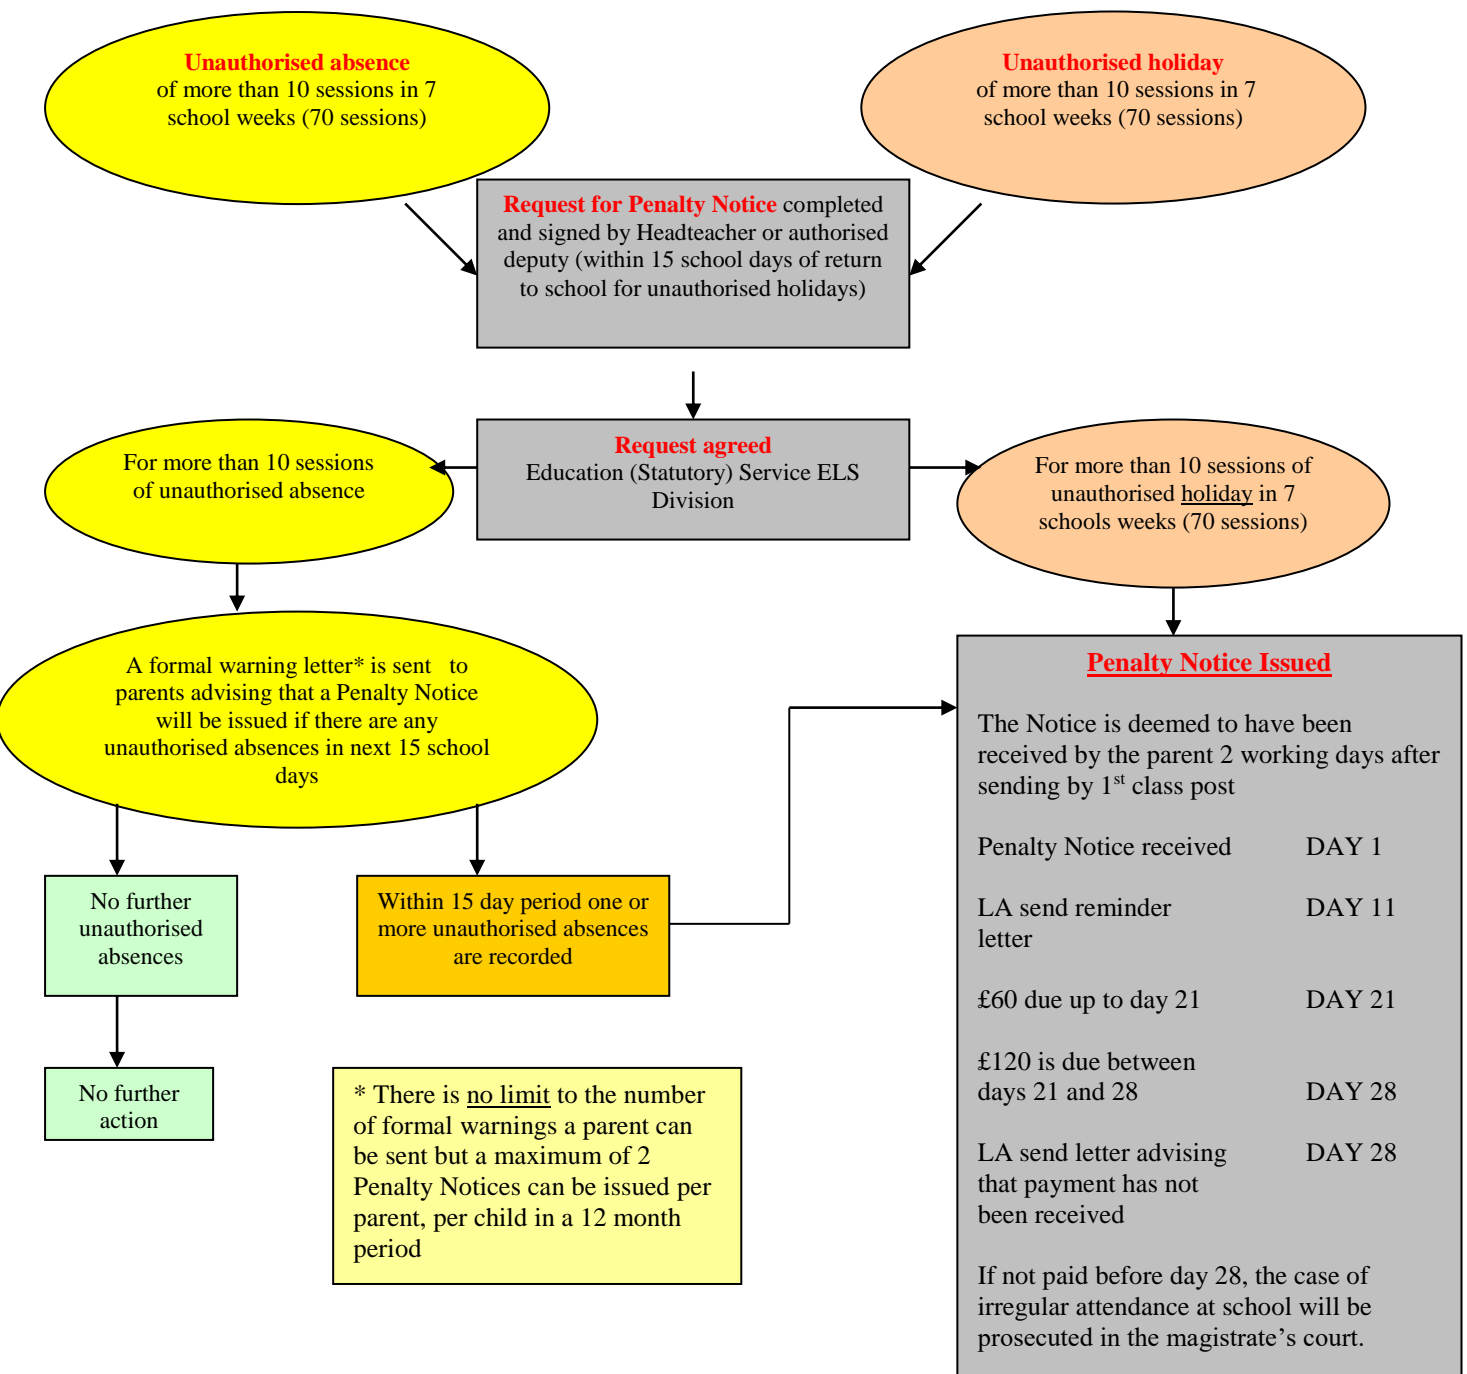 Unauthorised absence
of more than 10 sessions in 7
school weeks (70 sessions)
Unauthorised holiday
of more than 10 sessions in 7
school weeks (70 sessions)
Request for Penalty Notice completed
and signed by Headteacher or authorised
deputy (within 15 school days of return
to school for unauthorised holidays)
Request agreed
Education (Statutory) Service ELS
Division
For more than 10 sessions
of unauthorised absence
For more than 10 sessions of
unauthorised holiday in 7
schools weeks (70 sessions)
A formal warning letter* is sent to
parents advising that a Penalty Notice
will be issued if there are any
unauthorised absences in next 15 school
days
No further
unauthorised
absences
Within 15 day period one or
more unauthorised absences
are recorded
No further
action
* There is no limit to the number
of formal warnings a parent can
be sent but a maximum of 2
Penalty Notices can be issued per
parent, per child in a 12 month
period
Penalty Notice Issued
The Notice is deemed to have been
received by the parent 2 working days after
sending by 1st class post
Penalty Notice received DAY 1
LA send reminder DAY 11
letter
£60 due up to day 21 DAY 21
£120 is due between
days 21 and 28 DAY 28
LA send letter advising DAY 28
that payment has not
been received
If not paid before day 28, the case of
irregular attendance at school will be
prosecuted in the magistrate’s court.